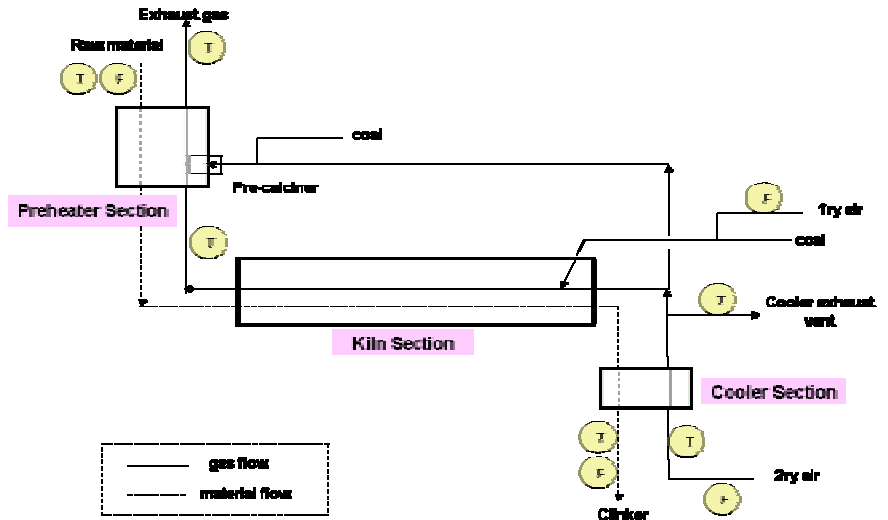 Exhaust gas
Raw material
T
T
F
coal
Pre-calciner
Preheater Section
F
1ry air
T
coal
T
Cooler exhaust
vent
Kiln Section
Cooler Section
T
T
F
2ry air
F
gas flow
material flow
Clinker